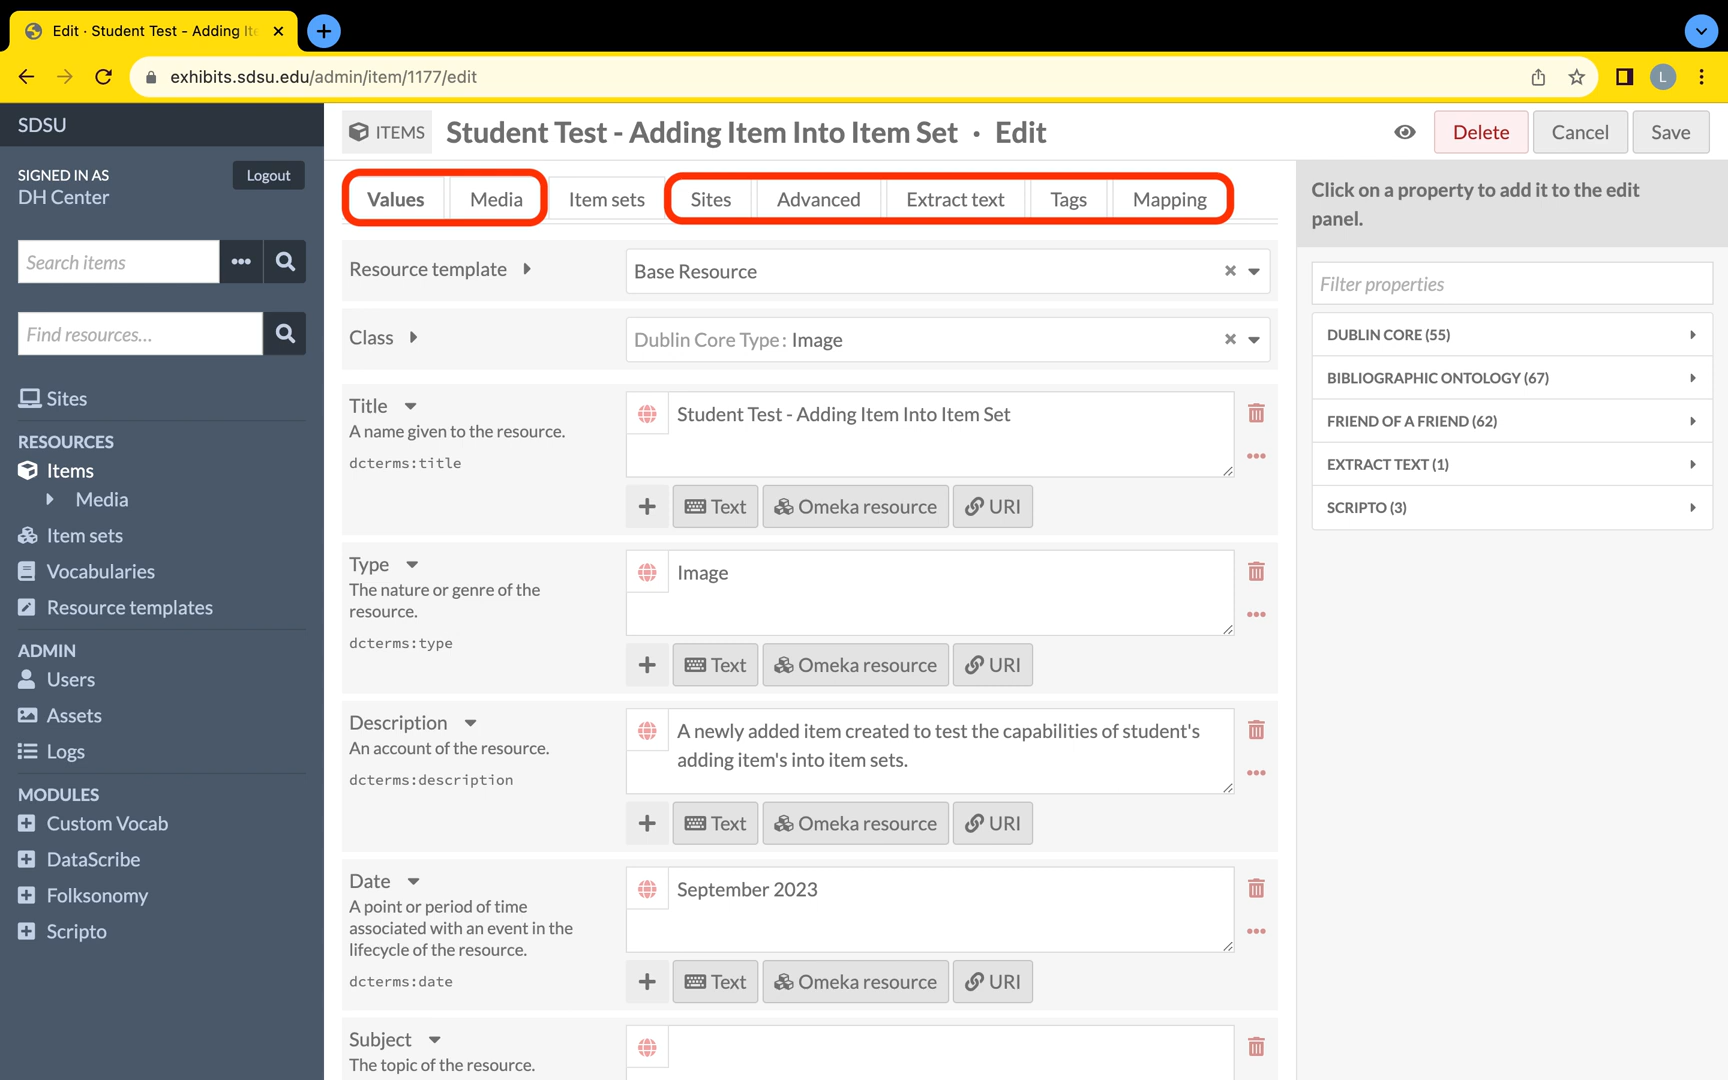 Edit · Student Test - Adding Ite
exhibits.sdsu.edu/admin/item/1177/edit
L
SDSU
SIGNED IN AS
DH Center
Logout
Search items
Find resources...
Sites
RESOURCES
Items
Media
Item sets
Vocabularies
Resource templates
ADMIN
Users
Assets
Logs
MODULES
Custom Vocab
DataScribe
Folksonomy
Scripto
ITEMS Student Test - Adding Item Into Item Set · Edit
Delete Cancel Save
Values Media Item sets Sites Advanced Extract text Tags Mapping
Resource template
Base Resource
Class
Dublin Core Type: Image
Title
A name given to the resource.
dcterms:title
Student Test - Adding Item Into Item Set
Text Omeka resource URI
Type
The nature or genre of the
resource.
dcterms:type
Image
Text Omeka resource URI
Description
An account of the resource.
dcterms:description
A newly added item created to test the capabilities of student's
adding item's into item sets.
Text Omeka resource URI
Date
A point or period of time
associated with an event in the
lifecycle of the resource.
dcterms:date
September 2023
Text Omeka resource URI
Subject
The topic of the resource.
Click on a property to add it to the edit
panel.
Filter properties
DUBLIN CORE (55)
BIBLIOGRAPHIC ONTOLOGY (67)
FRIEND OF A FRIEND (62)
EXTRACT TEXT (1)
SCRIPTO (3)